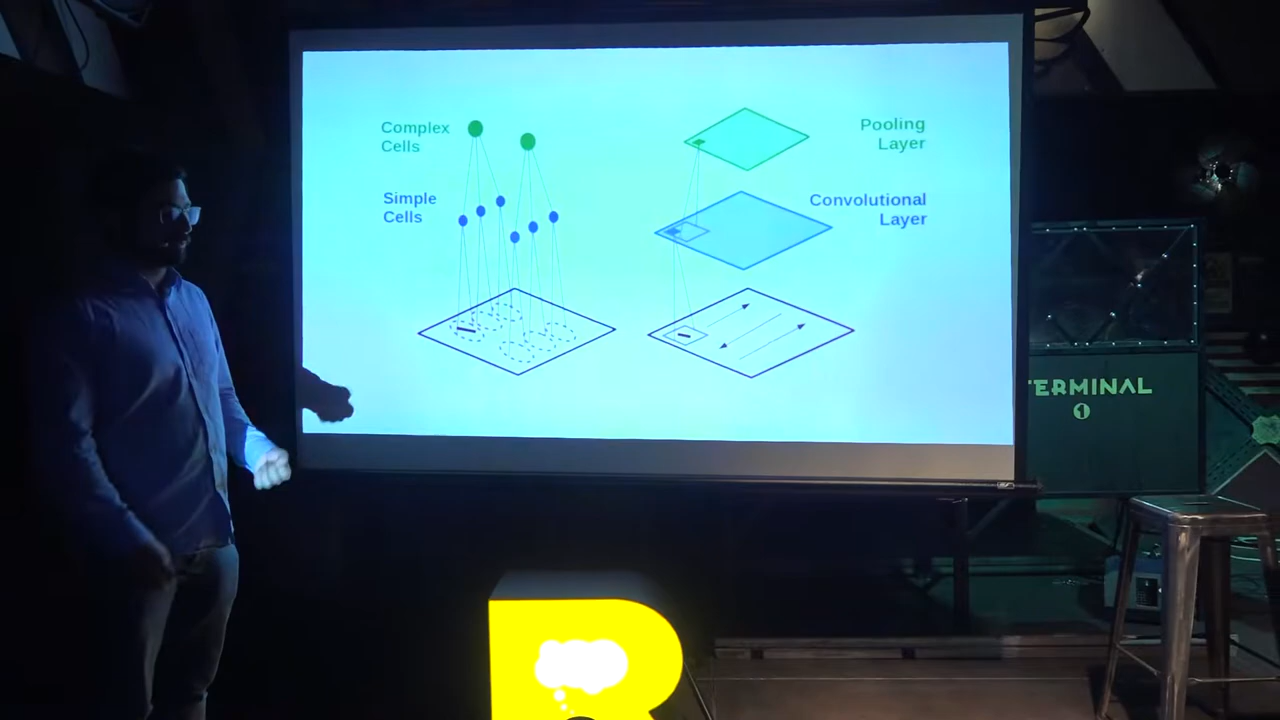 Complex
Cells
Simple
Cells
Pooling
Layer
Convolutional
Layer
TERMINAL
1
R